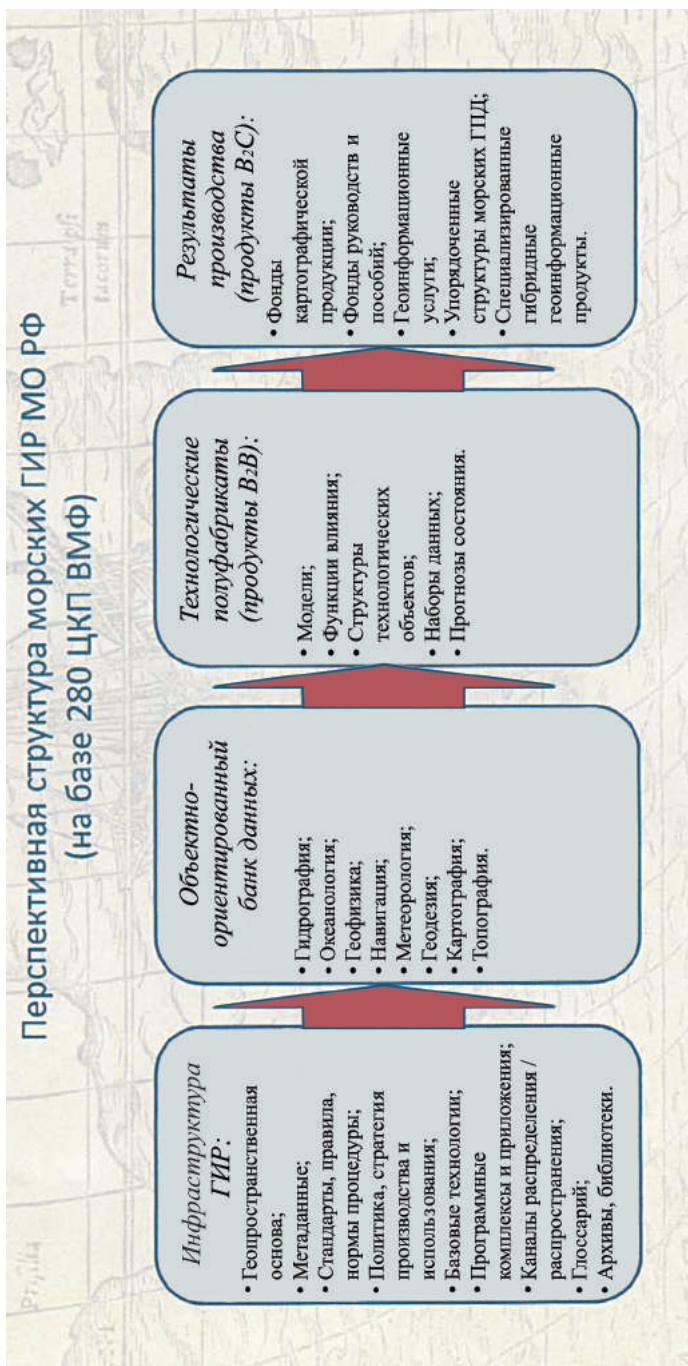 Перспективная структура морских ГИР МО РФ
(на базе 280 ЦКП ВМФ)
Инфраструктура
ГИР:
• Геопространственная
основа;
• Метаданные;
• Стандарты, правила,
нормы процедуры;
• Политика, стратегия
производства и
использования;
• Базовые технологии;
• Программные
комплексы и приложения;
• Каналы распределения /
распространения;
• Глоссарий;
• Архивы, библиотеки.
Объектно-
ориентированный
банк данных:
• Гидрография;
• Океанология;
• Геофизика;
• Навигация;
• Метеорология;
• Геодезия;
• Картография;
• Топография.
Технологические
полуфабрикаты
(продукты B2B):
• Модели;
• Функции влияния;
• Структуры
технологических
объектов;
• Наборы данных;
• Прогнозы состояния.
Результаты
производства
(продукты B2C):
• Фонды
картографической
продукции;
• Фонды руководств и
пособий;
• Геоинформационные
услуги;
• Упорядоченные
структуры морских ГПД;
• Специализированные
гибридные
геоинформационные
продукты.